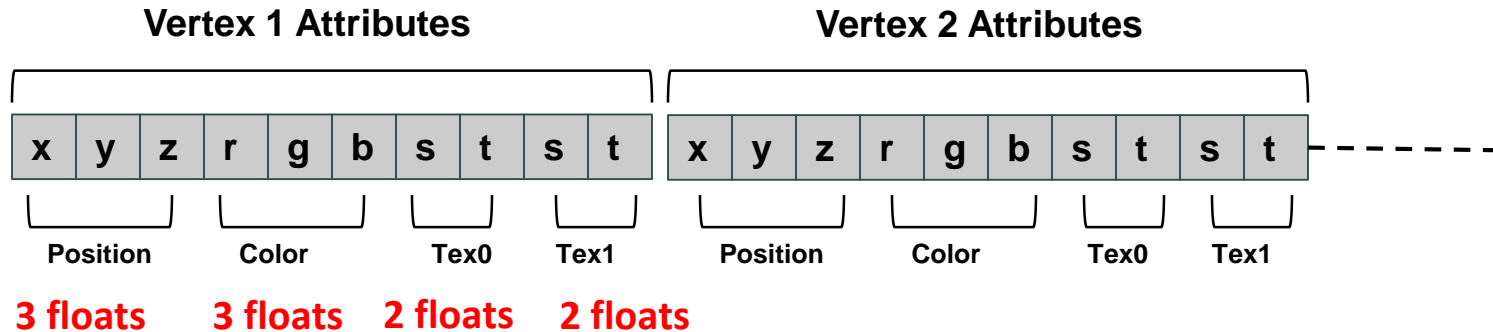 Vertex 1 Attributes Vertex 2 Attributes
x y z r g b s t s t x y z r g b s t s t
Position Color Tex0 Tex1 Position Color Tex0 Tex1
3 floats 3 floats 2 floats 2 floats